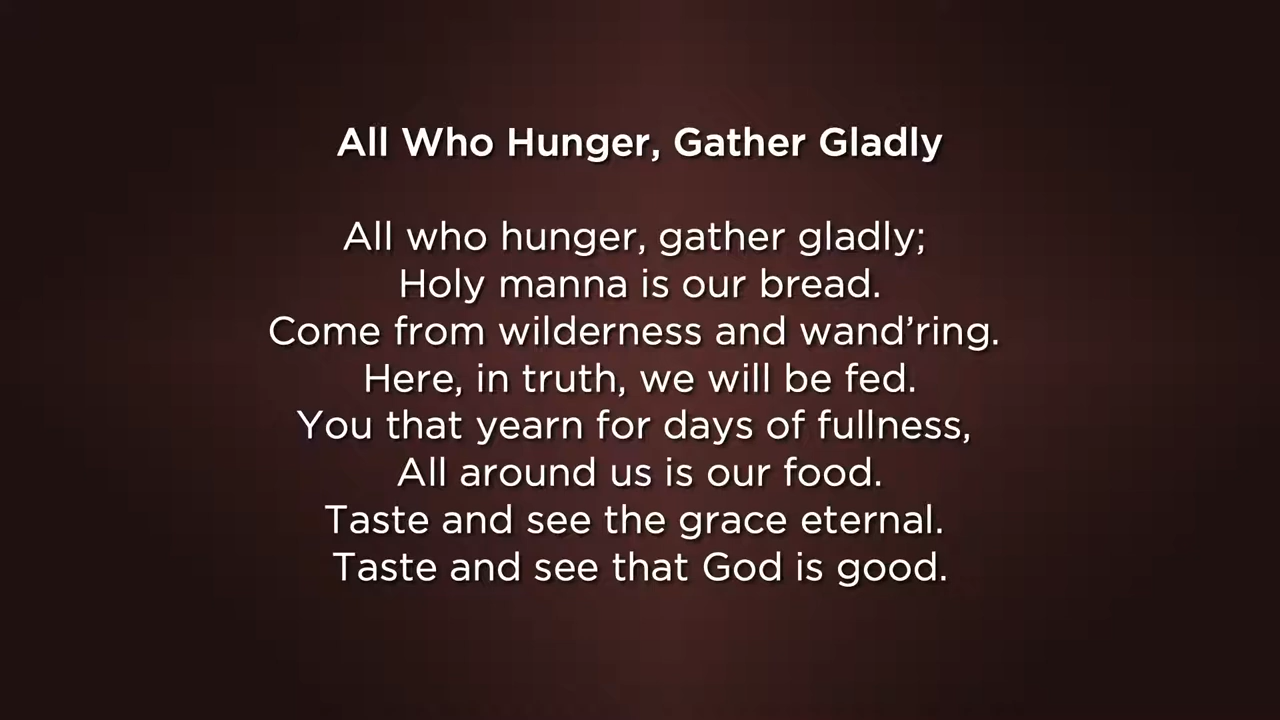 All Who Hunger, Gather Gladly
All who hunger, gather gladly;
Holy manna is our bread.
Come from wilderness and wand’ring.
Here, in truth, we will be fed.
You that yearn for days of fullness,
All around us is our food.
Taste and see the grace eternal.
Taste and see that God is good.